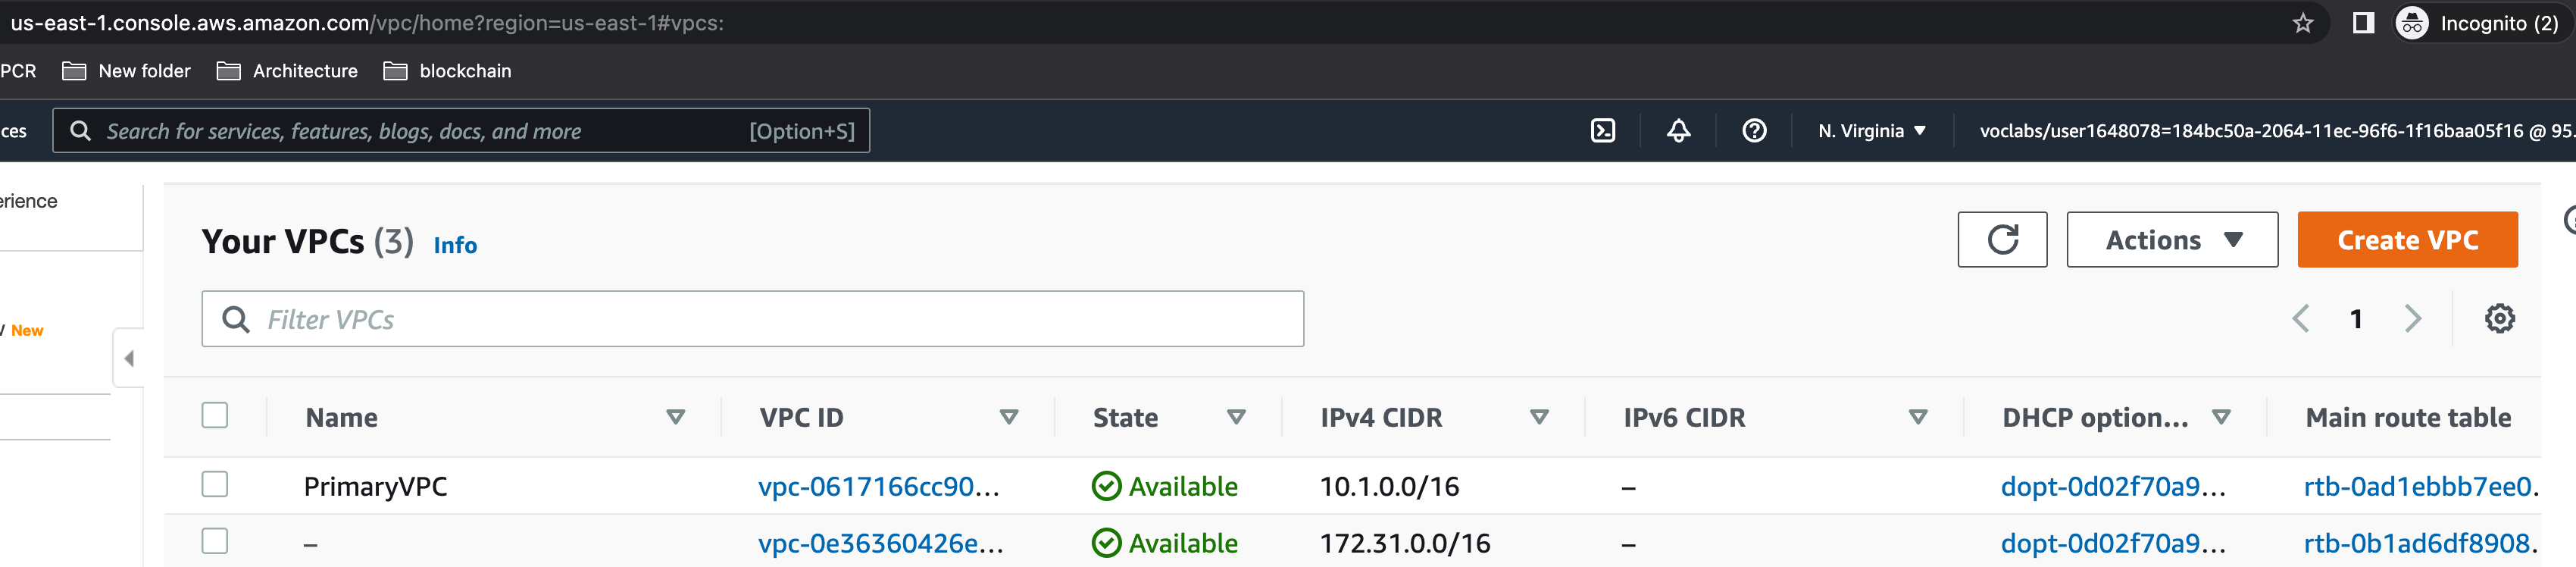 us-east-1.console.aws.amazon.com/vpc/home?region=us-east-1#vpcs: Incognito (2)
PCR New folder Architecture blockchain
ces Search for services, features, blogs, docs, and more [Option+S] N. Virginia ▼ voclabs/user1648078=184bc50a-2064-11ec-96f6-1f16baa05f16 @ 95.
erience
Your VPCs (3) Info Actions ▼ Create VPC
Filter VPCs 1
New
Name VPC ID State IPv4 CIDR IPv6 CIDR DHCP option... Main route table
PrimaryVPC vpc-0617166cc90... Available 10.1.0.0/16 – dopt-0d02f70a9... rtb-0ad1ebbb7ee0.
– vpc-0e36360426e... Available 172.31.0.0/16 – dopt-0d02f70a9... rtb-0b1ad6df8908.